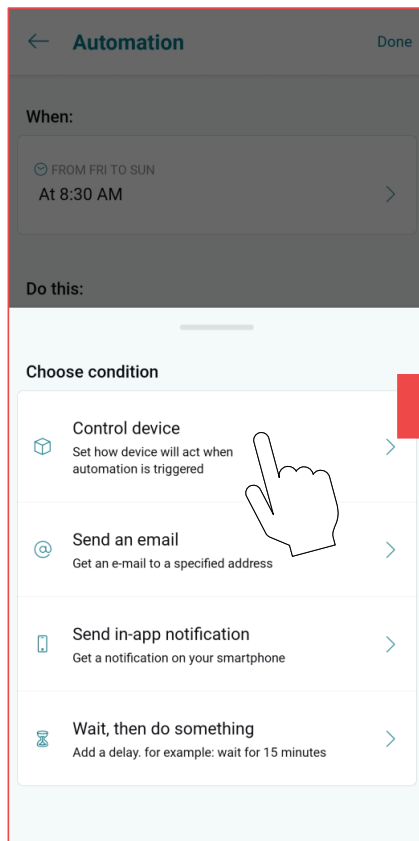 Automation
Done
When:
FROM FRI TO SUN
At 8:30 AM
Do this:
Choose condition
Control device
Set how device will act when
automation is triggered
Send an email
Get an e-mail to a specified address
Send in-app notification
Get a notification on your smartphone
Wait, then do something
Add a delay. for example: wait for 15 minutes